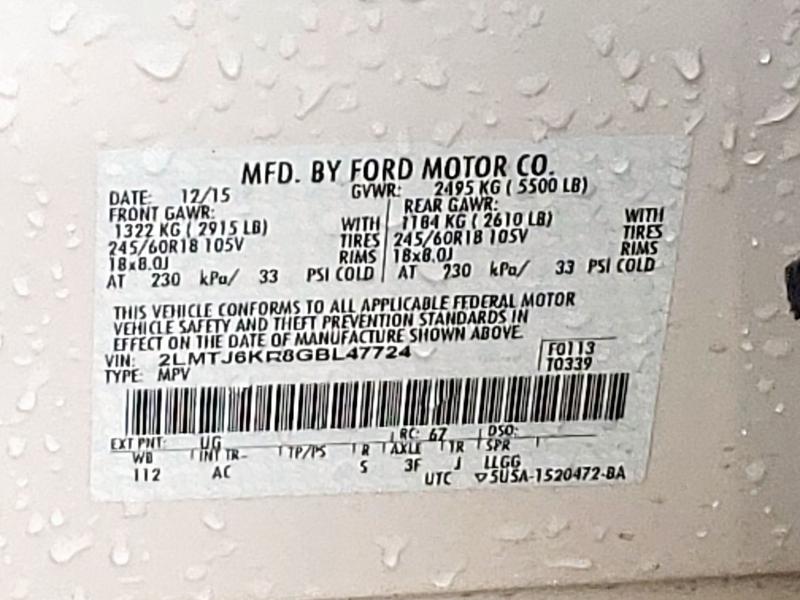 MFD. BY FORD MOTOR CO.
DATE: 12/15 GVWR: 2495 KG ( 5500 LB)
FRONT GAWR: REAR GAWR:
1322 KG ( 2915 LB) WITH 1184 KG ( 2610 LB) WITH
245/60R18 105V TIRES 245/60R18 105V TIRES
18x8.0J RIMS 18x8.0J RIMS
AT 230 kPa/ 33 PSI COLD AT 230 kPa/ 33 PSI COLD
THIS VEHICLE CONFORMS TO ALL APPLICABLE FEDERAL MOTOR
VEHICLE SAFETY AND THEFT PREVENTION STANDARDS IN
EFFECT ON THE DATE OF MANUFACTURE SHOWN ABOVE.
VIN: 2LMTJ6KR8GBL47724 F0113
TYPE: MPV T0339
EXT PNT: UG RC: 67 DSO:
WB INT TR TP/PS R AXLE TR SPR
112 AC S 3F J LLGG
UTC ▽5U5A-1520472-BA